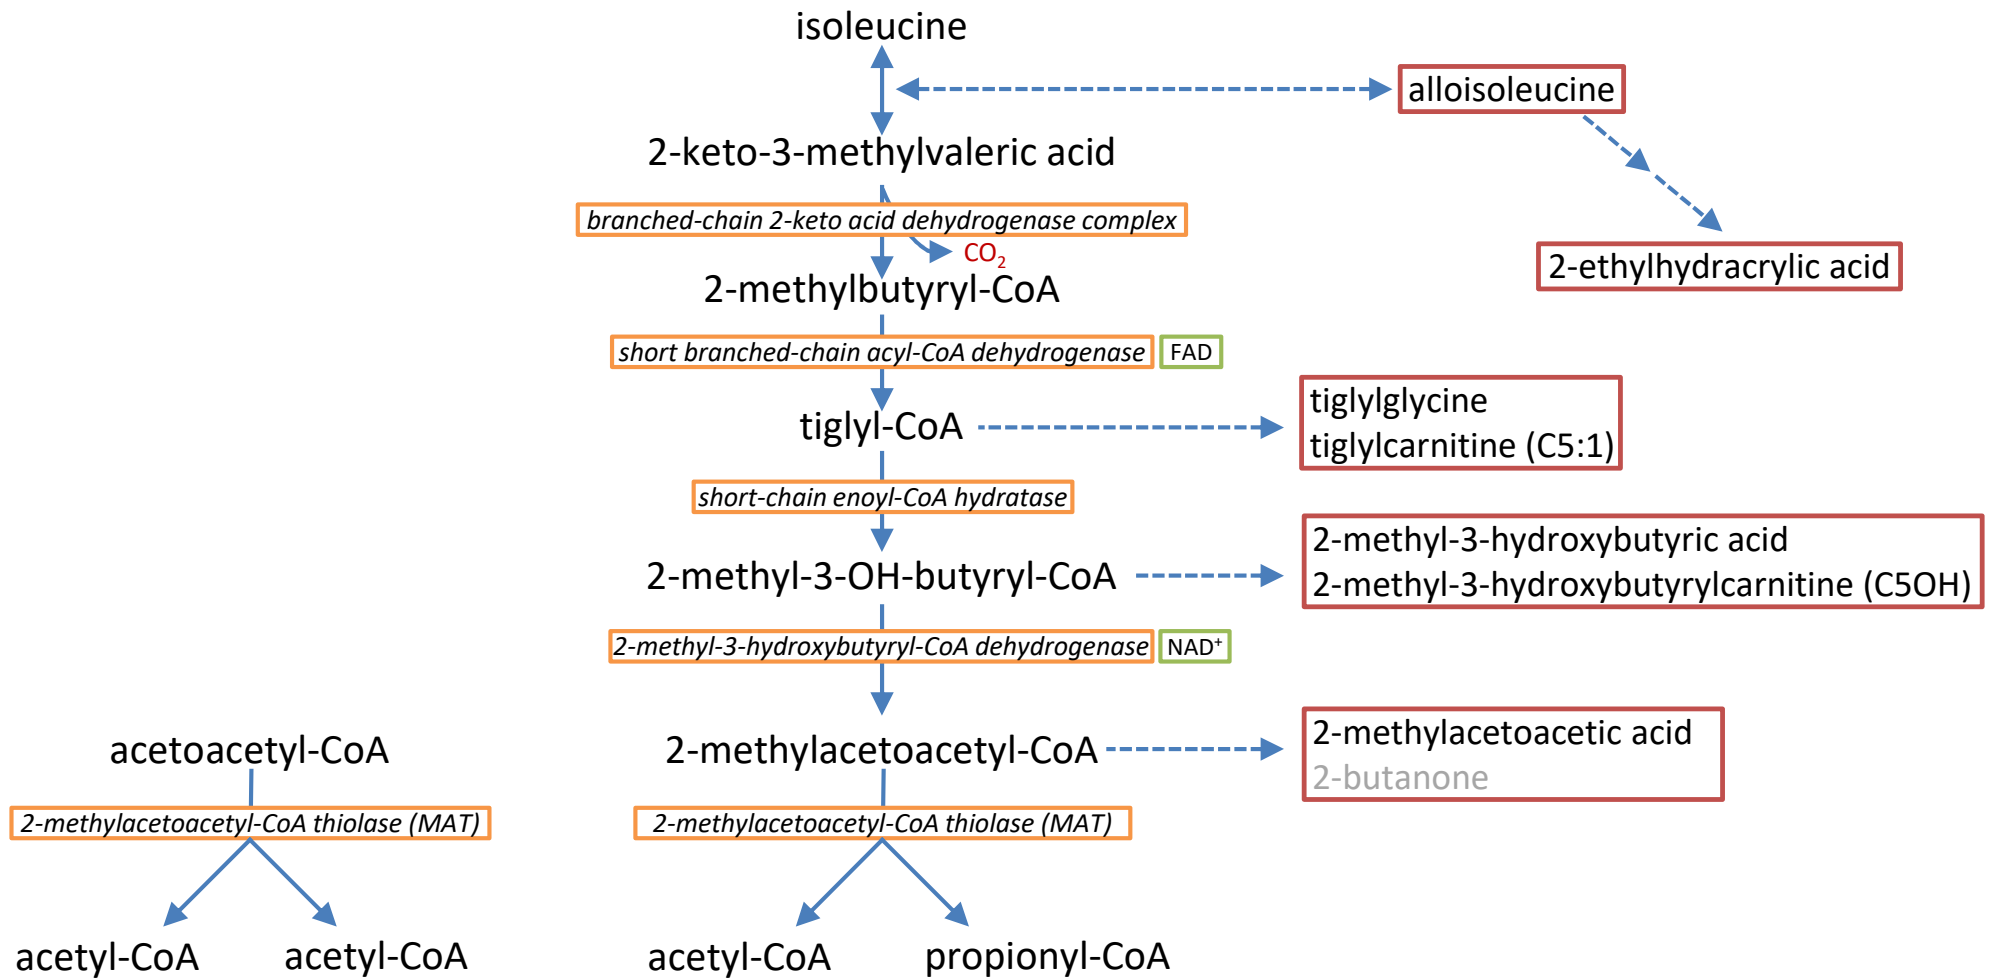 isoleucine
alloisoleucine
2-keto-3-methylvaleric acid
branched-chain 2-keto acid dehydrogenase complex
CO₂
2-ethylhydracrylic acid
2-methylbutyryl-CoA
short branched-chain acyl-CoA dehydrogenase
FAD
tiglyl-CoA
tiglylglycine
tiglylcarnitine (C5:1)
short-chain enoyl-CoA hydratase
2-methyl-3-OH-butyryl-CoA
2-methyl-3-hydroxybutyric acid
2-methyl-3-hydroxybutyrylcarnitine (C5OH)
2-methyl-3-hydroxybutyryl-CoA dehydrogenase
NAD⁺
acetoacetyl-CoA
2-methylacetoacetyl-CoA
2-methylacetoacetic acid
2-butanone
2-methylacetoacetyl-CoA thiolase (MAT)
2-methylacetoacetyl-CoA thiolase (MAT)
acetyl-CoA
acetyl-CoA
acetyl-CoA
propionyl-CoA